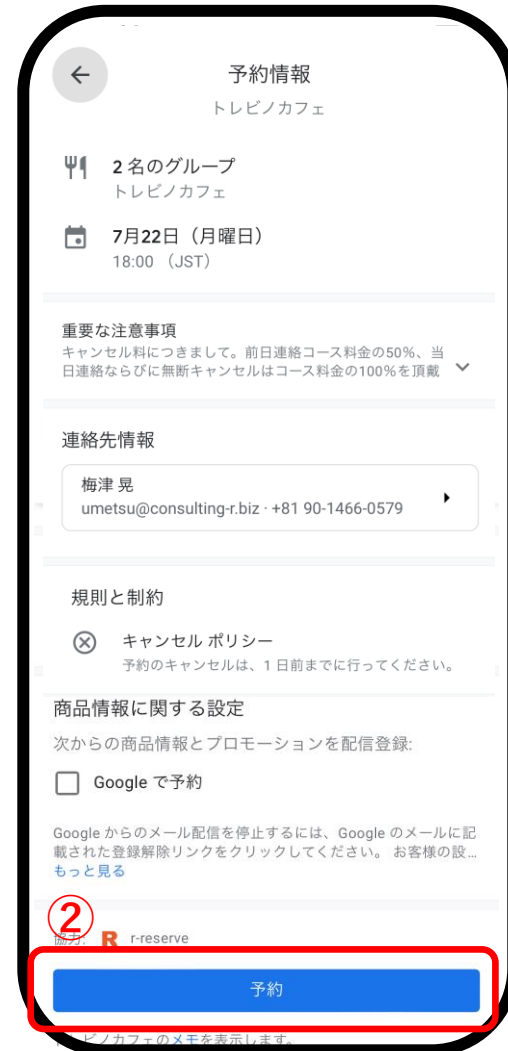 予約情報
トレビノカフェ
2 名のグループ
トレビノカフェ
7月22日（月曜日）
18:00 （JST）
重要な注意事項
キャンセル料につきまして。前日連絡コース料金の50%、当
日連絡ならびに無断キャンセルはコース料金の100%を頂戴
連絡先情報
梅津 晃
umetsu@consulting-r.biz · +81 90-1466-0579
規則と制約
キャンセル ポリシー
予約のキャンセルは、1 日前までに行ってください。
商品情報に関する設定
次からの商品情報とプロモーションを配信登録:
Google で予約
Google からのメール配信を停止するには、Google のメールに記
載された登録解除リンクをクリックしてください。 お客様の設...
もっと見る
②
協力: R r-reserve
予約
ビノカフェのメモを表示します。